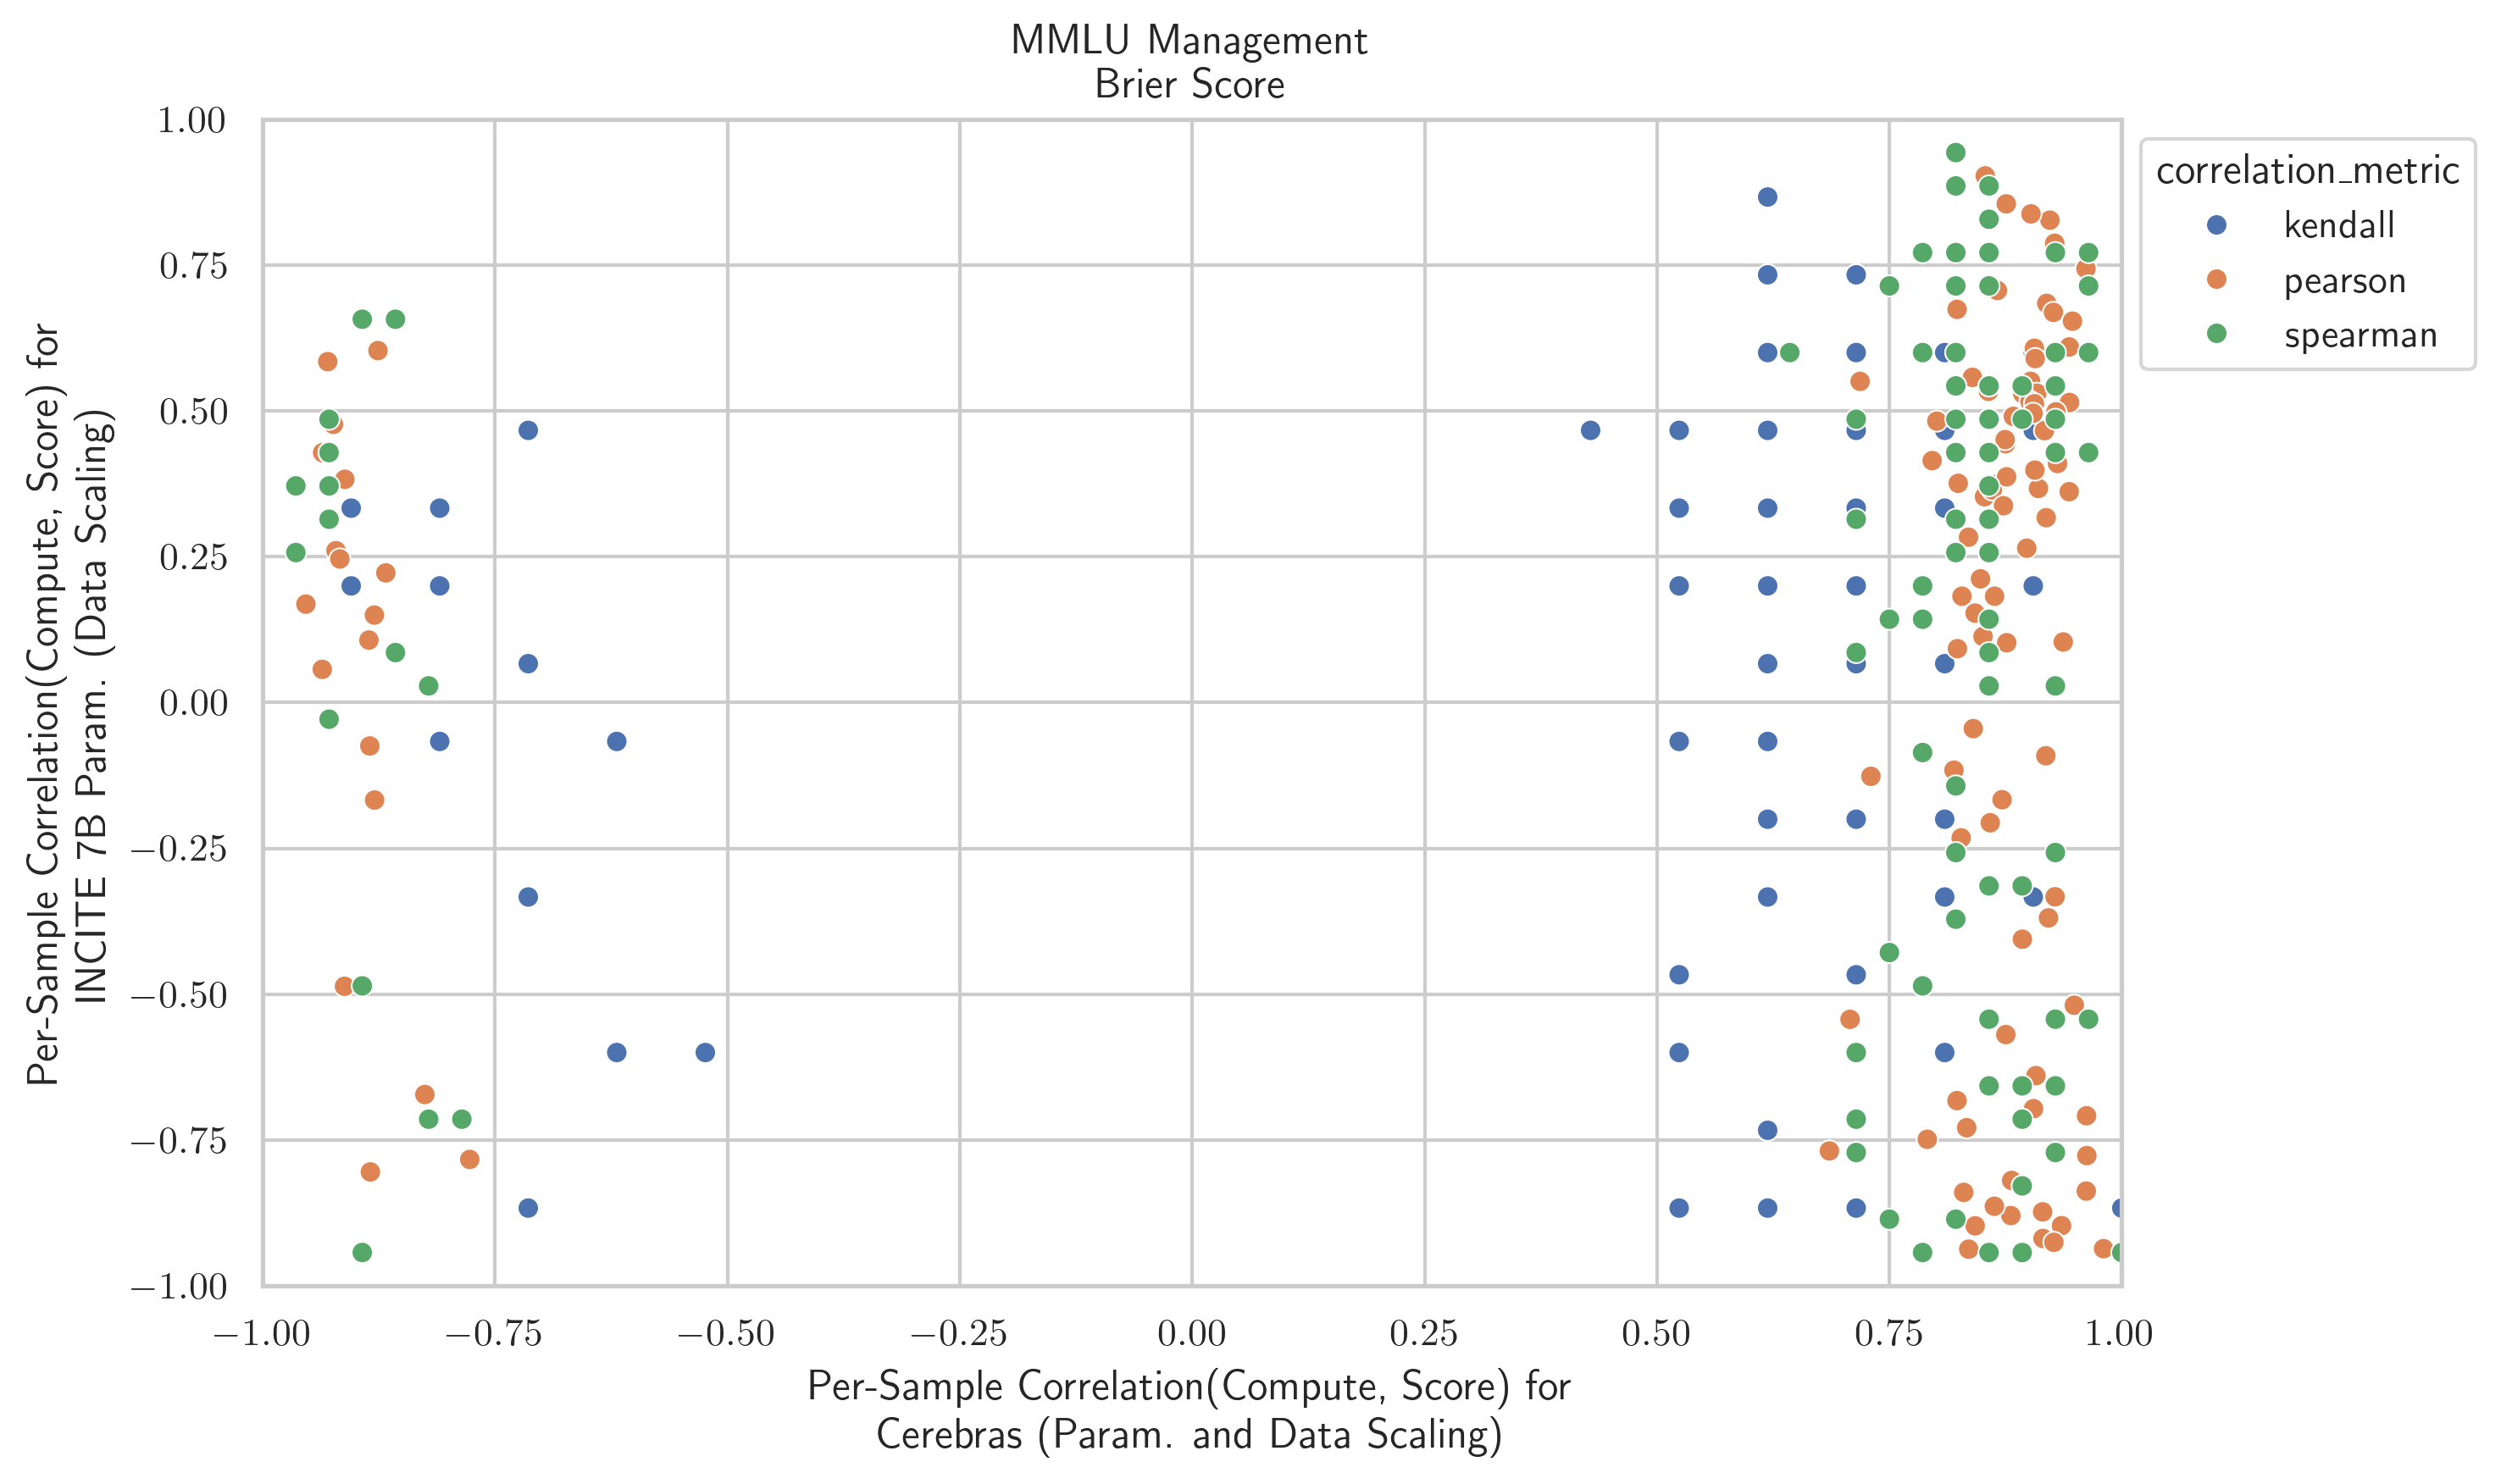 MMLU Management
Brier Score
Per-Sample Correlation(Compute, Score) for
INCITE 7B Param. (Data Scaling)
1.00
0.75
0.50
0.25
0.00
−0.25
−0.50
−0.75
−1.00
−1.00
−0.75
−0.50
−0.25
0.00
0.25
0.50
0.75
1.00
Per-Sample Correlation(Compute, Score) for
Cerebras (Param. and Data Scaling)
correlation_metric
kendall
pearson
spearman